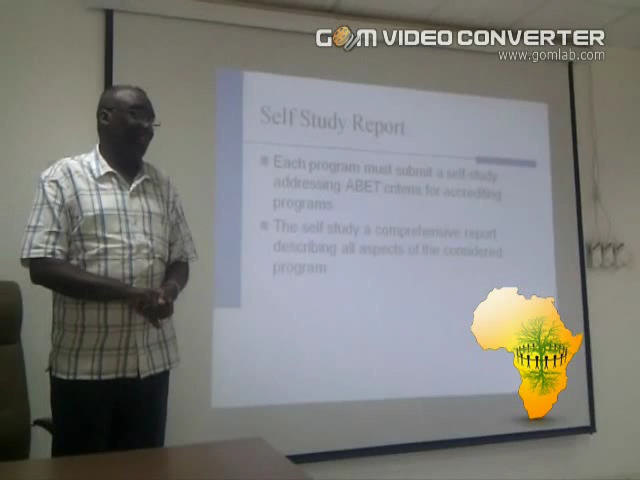 GOM VIDEO CONVERTER
www.gomlab.com
Self Study Report
Each program must submit a self-study
addressing ABET criteria for accrediting
programs
The self study a comprehensive report
describing all aspects of the considered
program